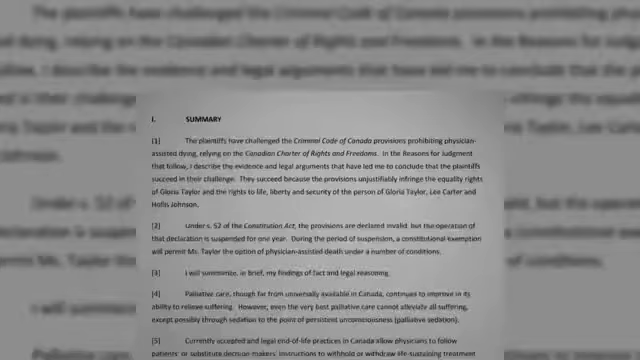 I. SUMMARY
[1] The plaintiffs have challenged the Criminal Code of Canada provisions prohibiting physician-
assisted dying, relying on the Canadian Charter of Rights and Freedoms. In the Reasons for Judgment
that follow, I describe the evidence and legal arguments that have led me to conclude that the plaintiffs
succeed in their challenge. They succeed because the provisions unjustifiably infringe the equality rights
of Gloria Taylor and the rights to life, liberty and security of the person of Gloria Taylor, Lee Carter and
Hollis Johnson.
[2] Under s. 52 of the Constitution Act, the provisions are declared invalid, but the operation of
that declaration is suspended for one year. During the period of suspension, a constitutional exemption
will permit Ms. Taylor the option of physician-assisted death under a number of conditions.
[3] I will summarize, in brief, my findings of fact and legal reasoning.
[4] Palliative care, though far from universally available in Canada, continues to improve in its
ability to relieve suffering. However, even the very best palliative care cannot alleviate all suffering,
except possibly through sedation to the point of persistent unconsciousness (palliative sedation).
[5] Currently accepted and legal end-of-life practices in Canada allow physicians to follow
patients' or substitute decision-makers' instructions to withhold or withdraw life-sustaining treatment